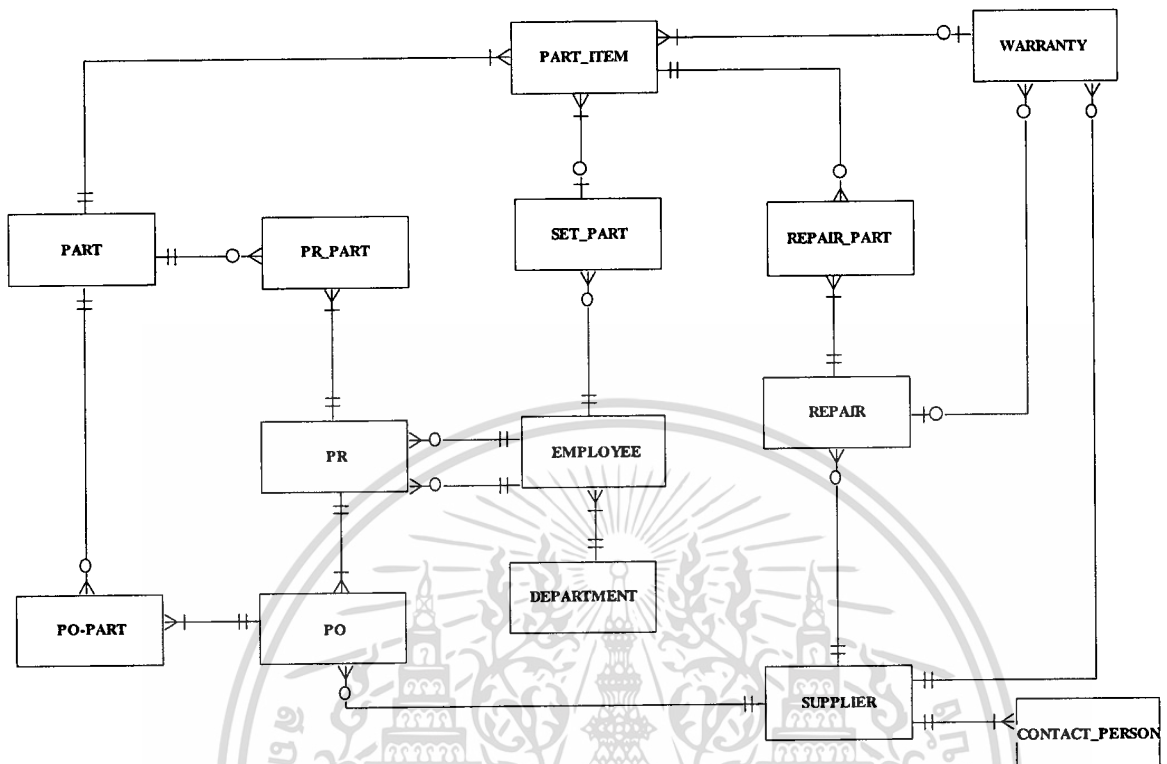 PART_ITEM
WARRANTY
PART
PR_PART
SET_PART
REPAIR_PART
PR
EMPLOYEE
REPAIR
PO-PART
PO
DEPARTMENT
SUPPLIER
CONTACT_PERSON